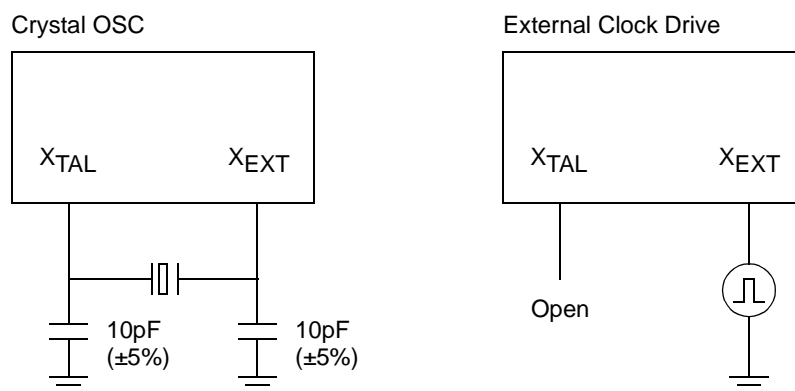 Crystal OSC
External Clock Drive
XTAL
XEXT
XTAL
XEXT
Open
10pF
(±5%)
10pF
(±5%)